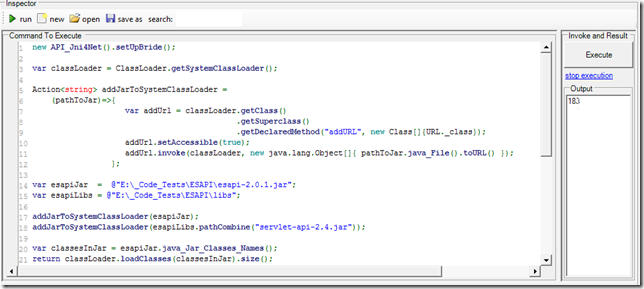 Inspector
run new open save as search:
Command To Execute
1 new API_Jni4Net().setUpBride();
2
3 var classLoader = ClassLoader.getSystemClassLoader();
4
5 Action<string> addJarToSystemClassLoader =
6 (pathToJar)=>{
7 var addUrl = classLoader.getClass()
8 .getSuperclass()
9 .getDeclaredMethod("addURL", new Class[]{URL._class});
10 addUrl.setAccessible(true);
11 addUrl.invoke(classLoader, new java.lang.Object[]{ pathToJar.java_File().toURL() });
12 };
13
14 var esapiJar = @"E:\_Code_Tests\ESAPI\esapi-2.0.1.jar";
15 var esapiLibs = @"E:\_Code_Tests\ESAPI\libs";
16
17 addJarToSystemClassLoader(esapiJar);
18 addJarToSystemClassLoader(esapiLibs.pathCombine("servlet-api-2.4.jar"));
19
20 var classesInJar = esapiJar.java_Jar_Classes_Names();
21 return classLoader.loadClasses(classesInJar).size();
Invoke and Result
Execute
stop execution
Output
183